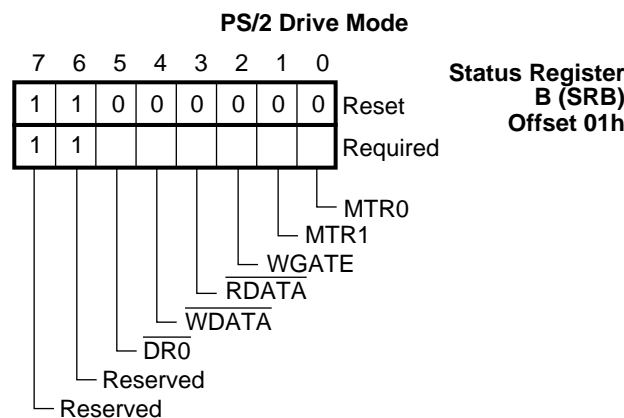 PS/2 Drive Mode
7 6 5 4 3 2 1 0
Status Register
B (SRB)
Offset 01h
1 1 0 0 0 0 0 0 Reset
1 1 Required
MTR0
MTR1
WGATE
RDATA
WDATA
DR0
Reserved
Reserved